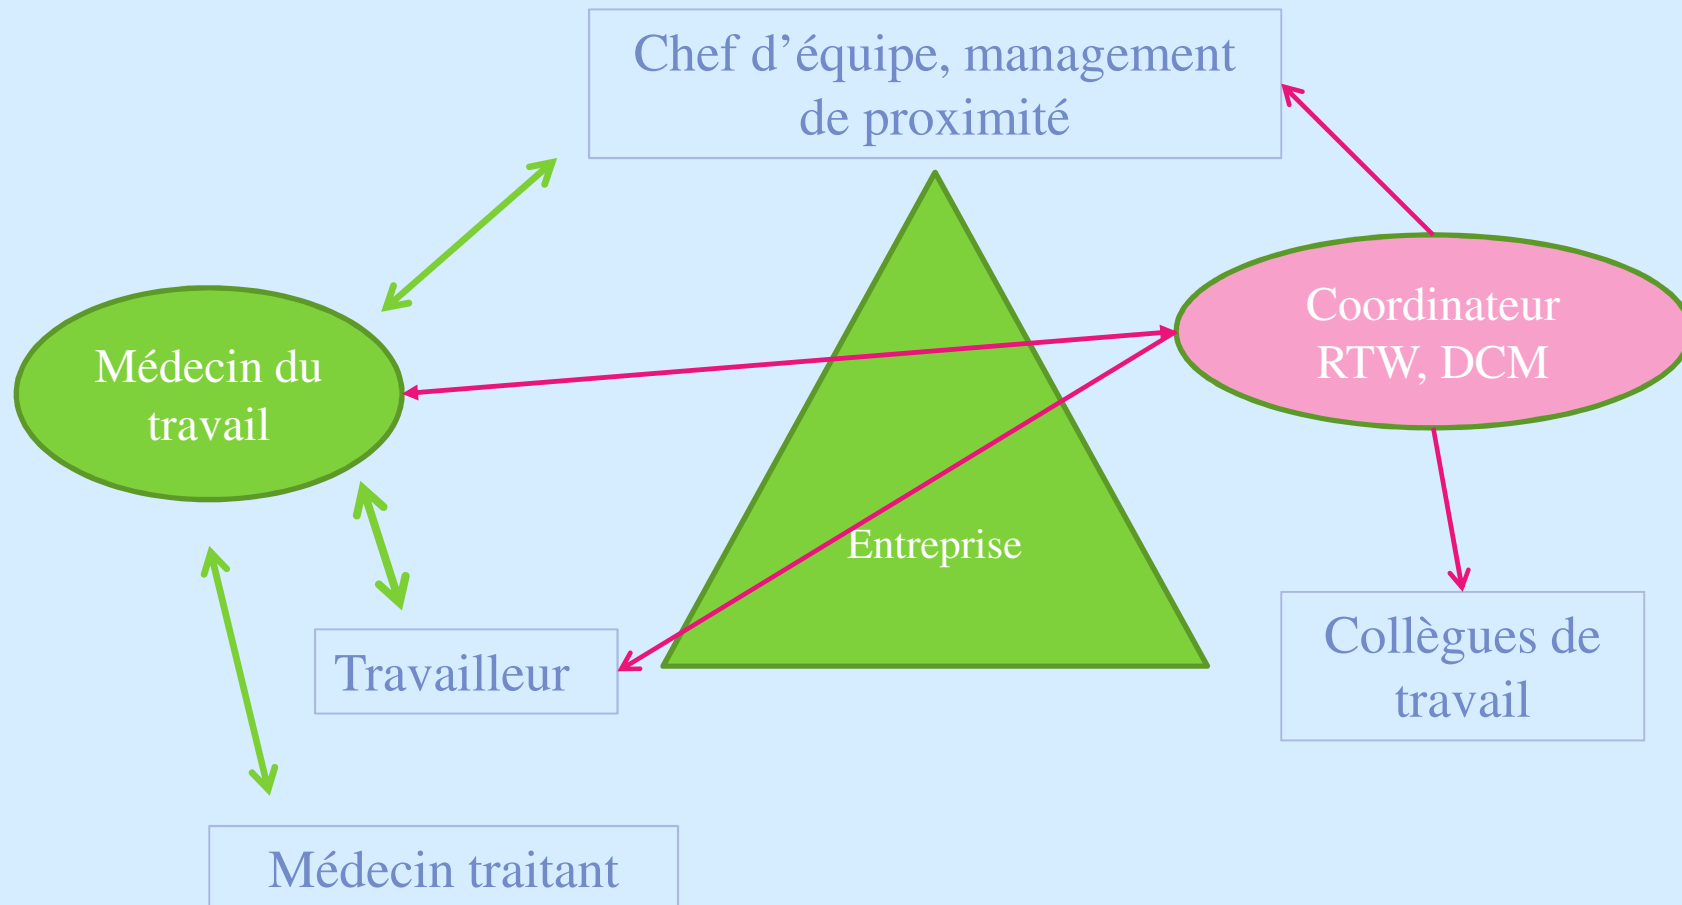 Chef d’équipe, management
de proximité
Coordinateur
RTW, DCM
Médecin du
travail
Entreprise
Travailleur
Collègues de
travail
Médecin traitant